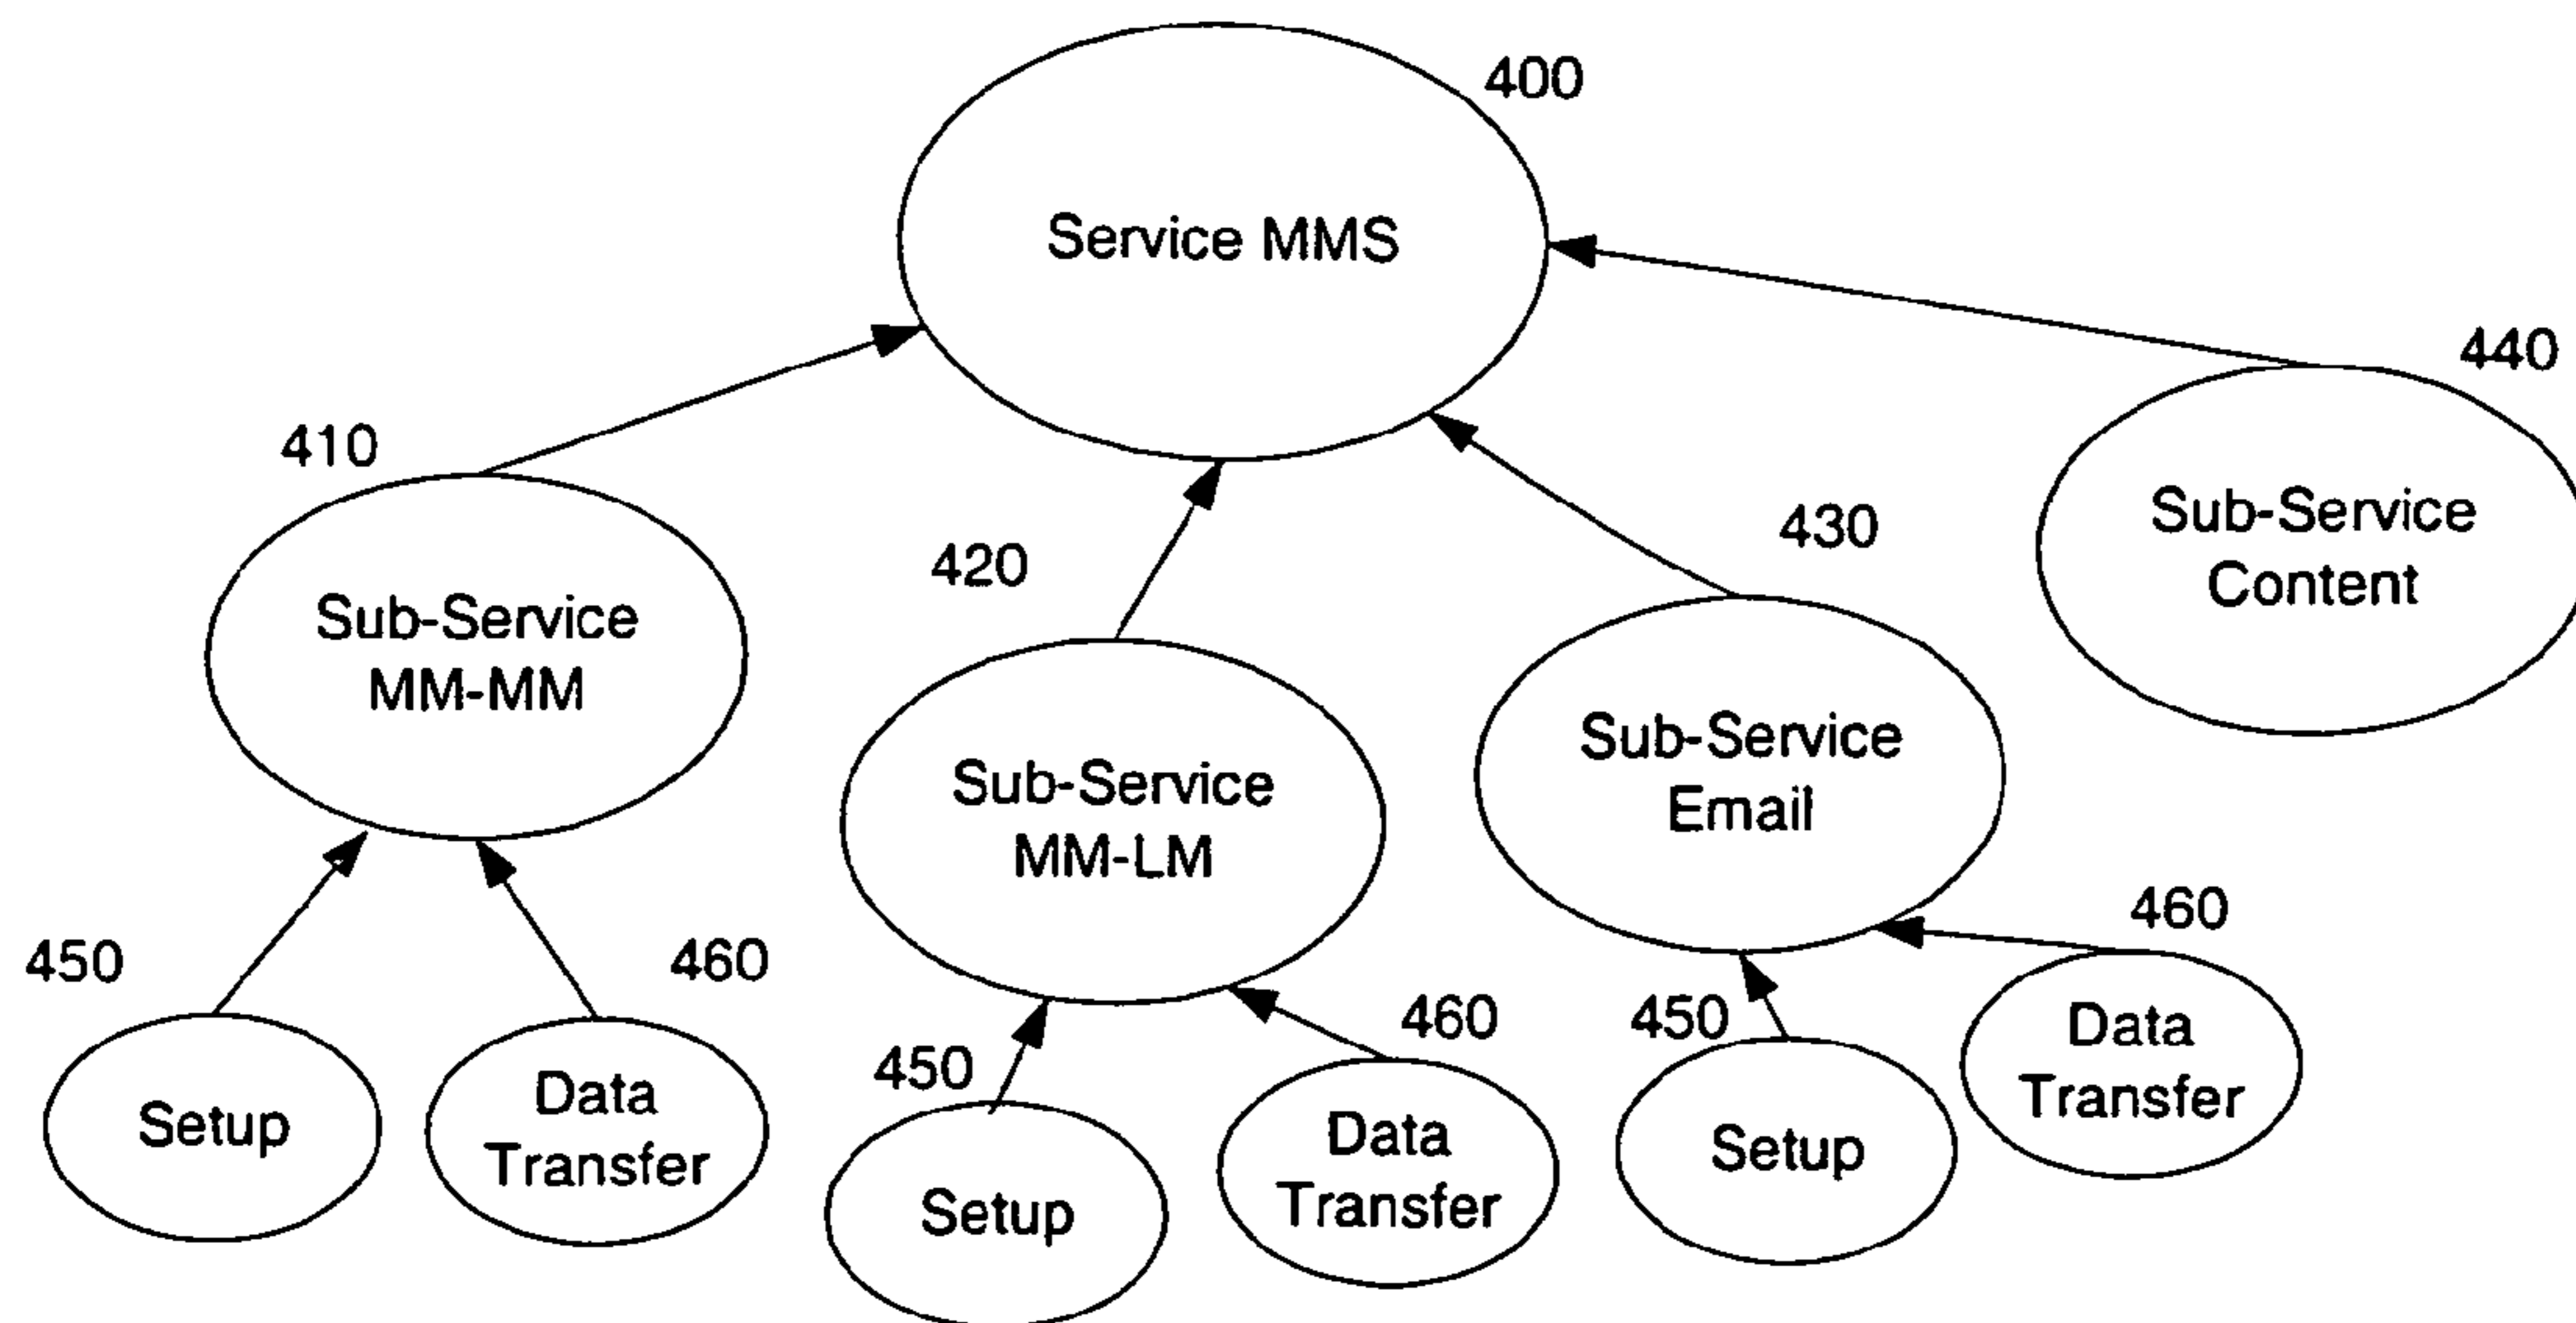 400
Service MMS
440
Sub-Service
Content
410
Sub-Service
MM-MM
420
Sub-Service
MM-LM
430
Sub-Service
Email
450
Setup
460
Data
Transfer
450
Setup
460
Data
Transfer
450
Setup
460
Data
Transfer